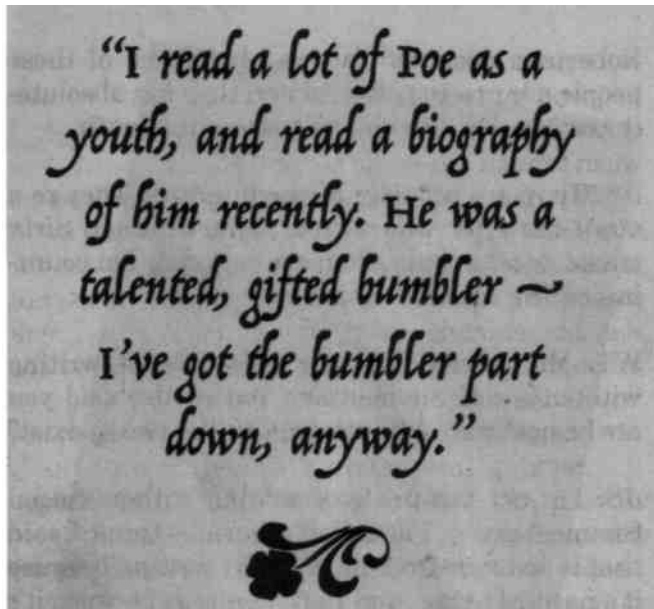 “I read a lot of Poe as a
youth, and read a biography
of him recently. He was a
talented, gifted bumbler ~
I’ve got the bumbler part
down, anyway.”